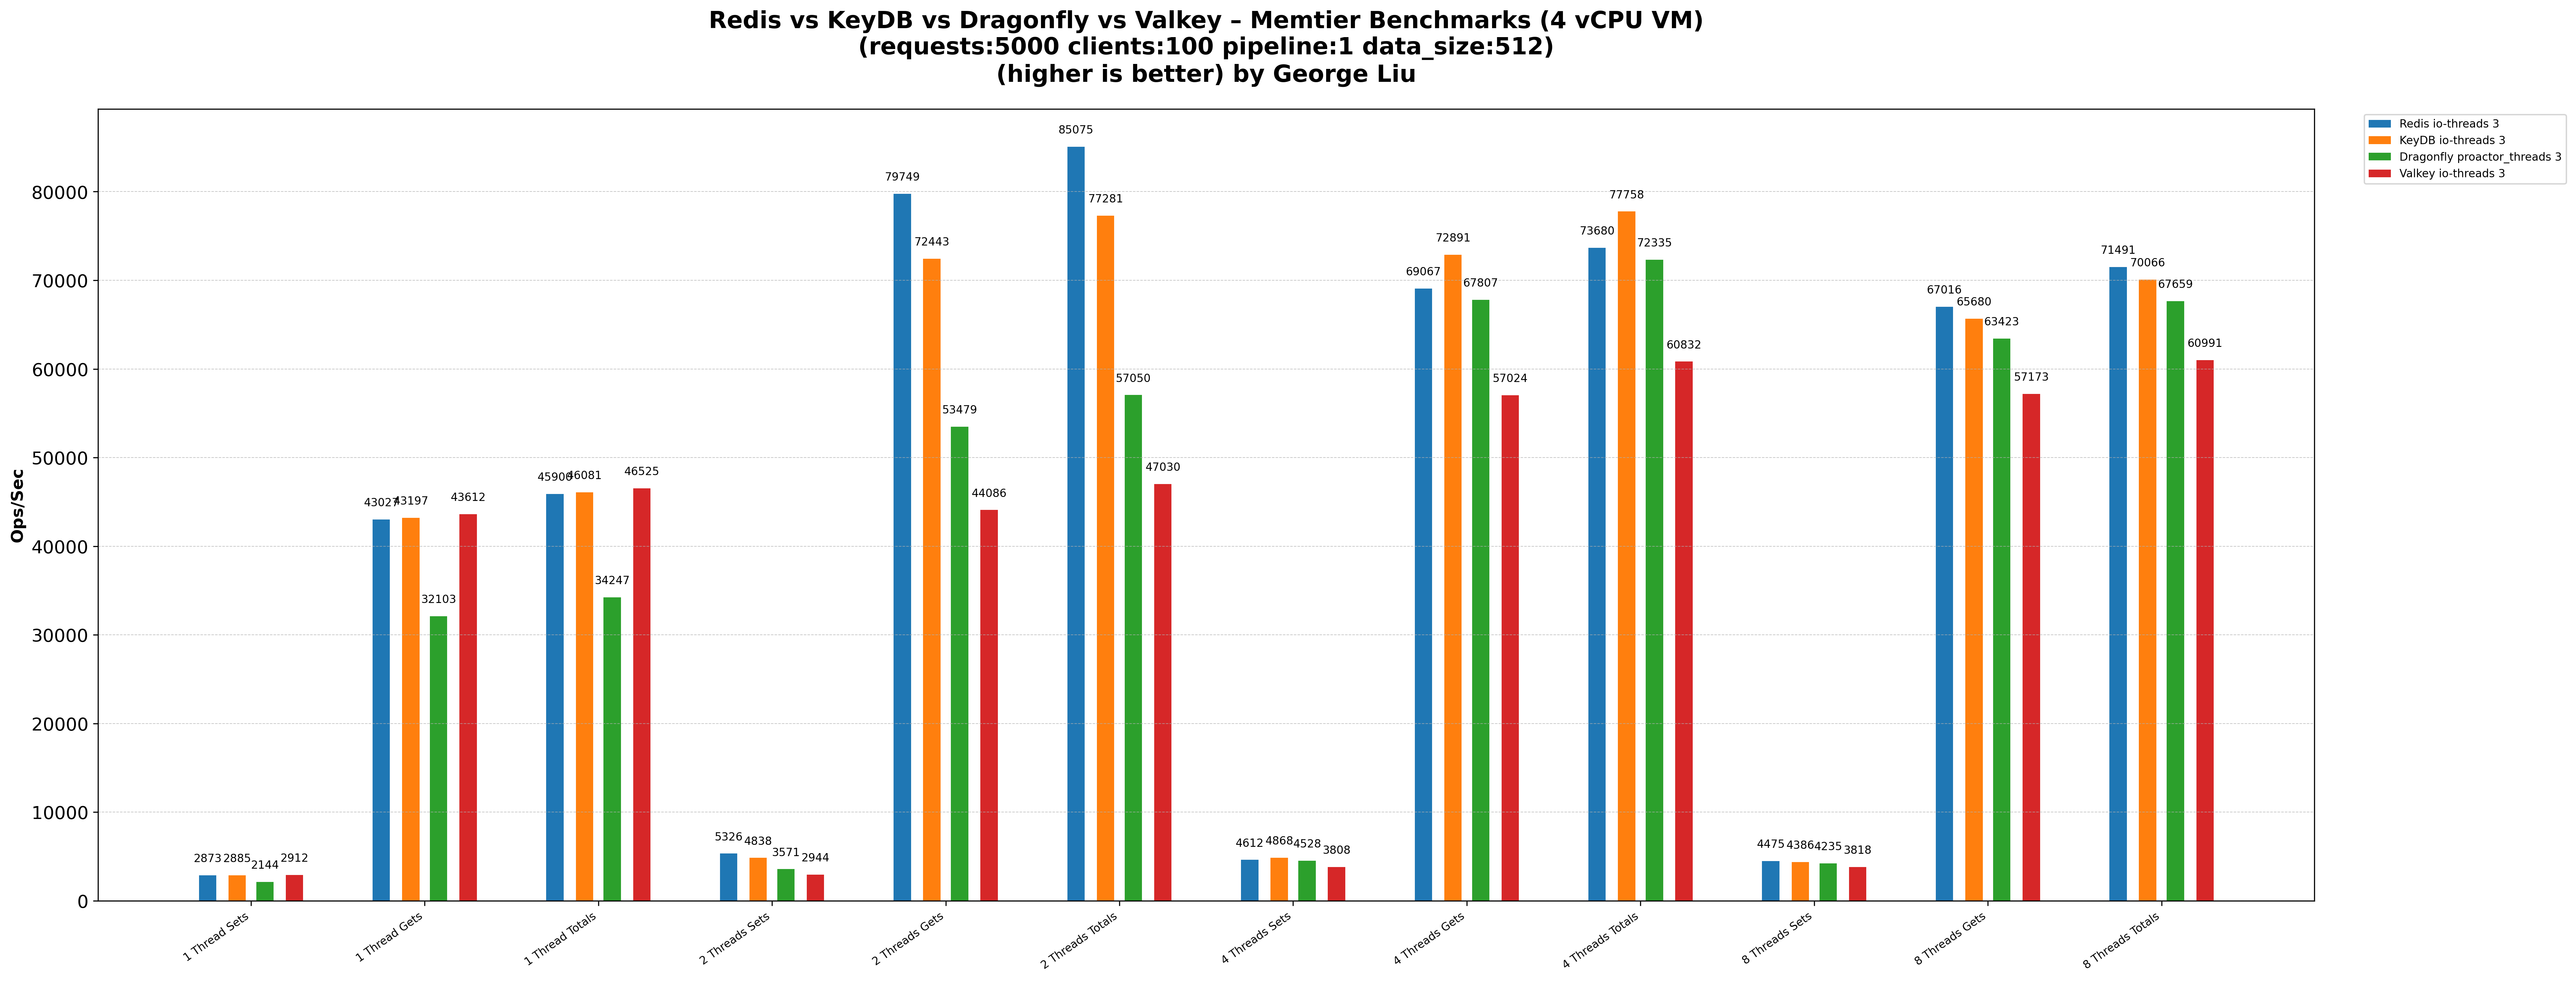 Redis vs KeyDB vs Dragonfly vs Valkey – Memtier Benchmarks (4 vCPU VM)
(requests:5000 clients:100 pipeline:1 data_size:512)
(higher is better) by George Liu
Redis io-threads 3
KeyDB io-threads 3
Dragonfly proactor_threads 3
Valkey io-threads 3
Ops/Sec
80000
70000
60000
50000
40000
30000
20000
10000
0
2873 2885 2144 2912
43027 43197 32103 43612
45900 46081 34247 46525
5326 4838 3571 2944
79749 72443 53479 44086
85075 77281 57050 47030
4612 4868 4528 3808
69067 72891 67807 57024
73680 77758 72335 60832
4475 4386 4235 3818
67016 65680 63423 57173
71491 70066 67659 60991
1 Thread Sets
1 Thread Gets
1 Thread Totals
2 Threads Sets
2 Threads Gets
2 Threads Totals
4 Threads Sets
4 Threads Gets
4 Threads Totals
8 Threads Sets
8 Threads Gets
8 Threads Totals